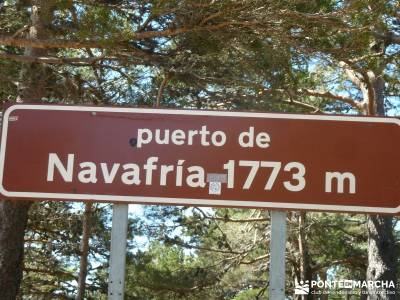 puerto de
Navafría 1773 m
PONTE EN MARCHA